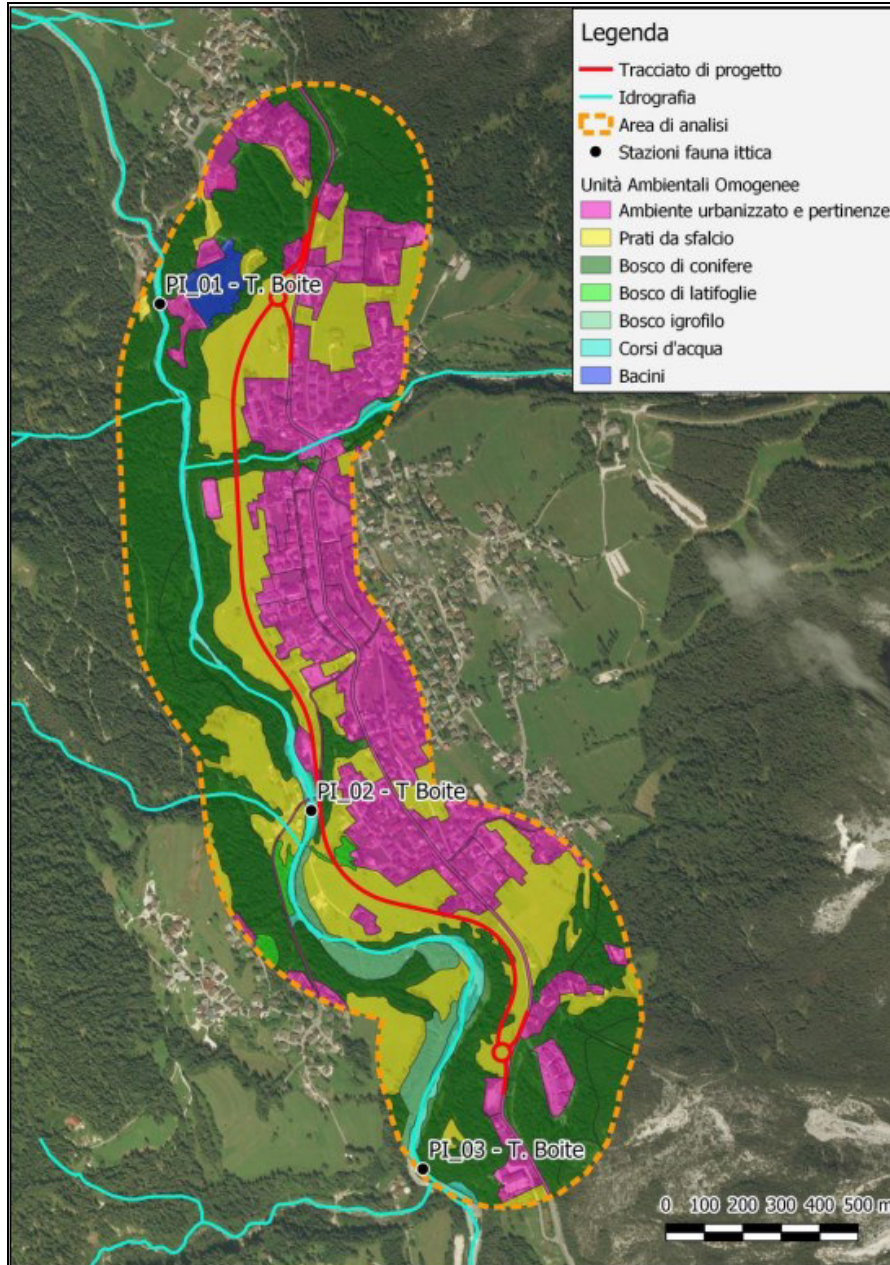 Legenda
Tracciato di progetto
Idrografia
Area di analisi
Stazioni fauna ittica
Unità Ambientali Omogenee
Ambiente urbanizzato e pertinenze
Prati da sfalcio
Bosco di conifere
Bosco di latifoglie
Bosco igrofilo
Corsi d'acqua
Bacini
PI_01 - T. Boite
PI_02 - T Boite
PI_03 - T. Boite
0 100 200 300 400 500 m